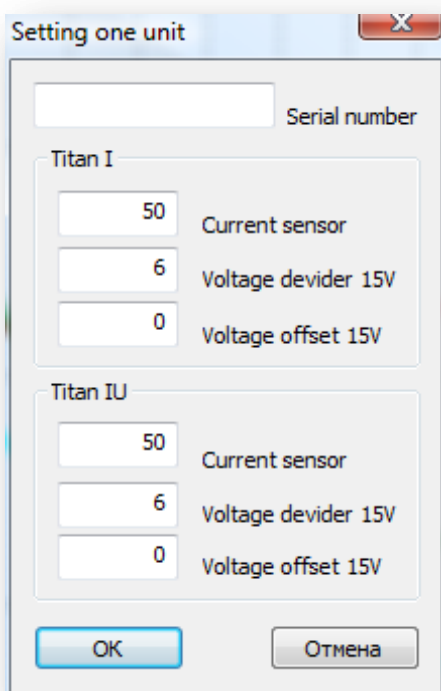 Setting one unit
Serial number
Titan I
50 Current sensor
6 Voltage devider 15V
0 Voltage offset 15V
Titan IU
50 Current sensor
6 Voltage devider 15V
0 Voltage offset 15V
OK Отмена